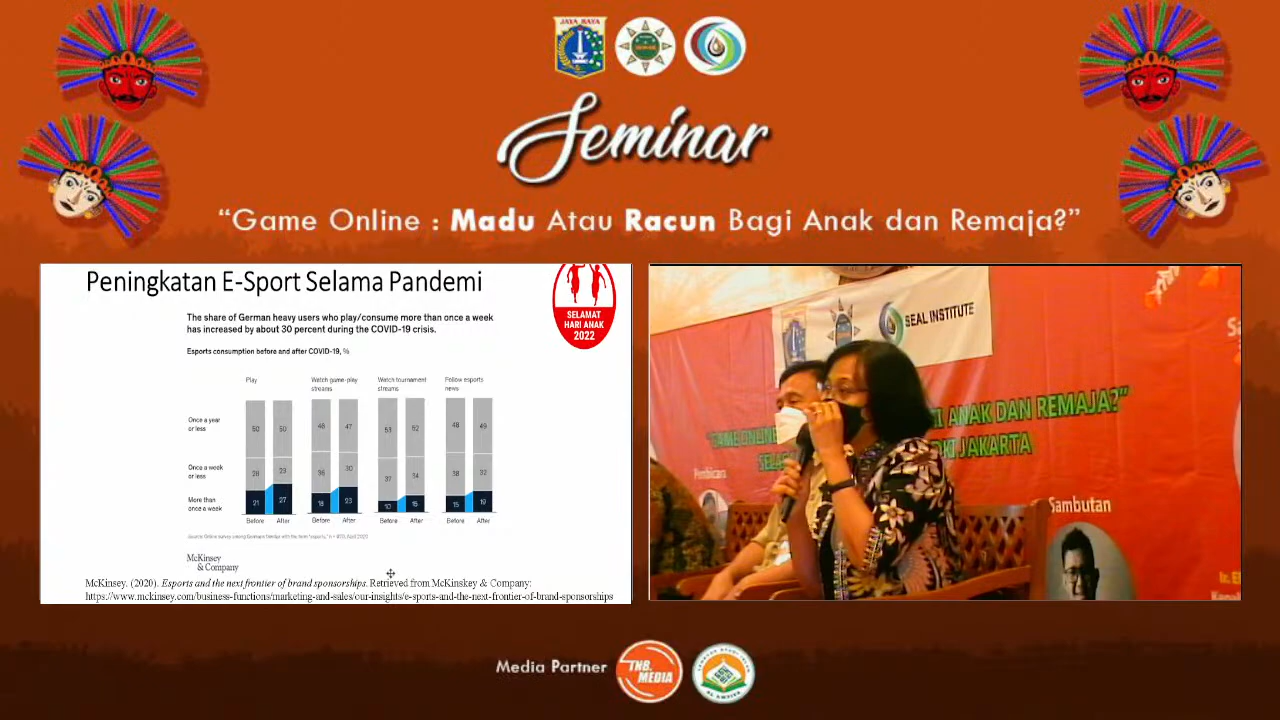 JAYA RAYA
Seminar
“Game Online : Madu Atau Racun Bagi Anak dan Remaja?”
Peningkatan E-Sport Selama Pandemi
SELAMAT
HARI ANAK
2022
The share of German heavy users who play/consume more than once a week
has increased by about 30 percent during the COVID-19 crisis.
Esports consumption before and after COVID-19, %
Play
Watch game-play
streams
Watch tournament
streams
Follow esports
news
Once a year
or less
50 50 47 53 52 48 49
Once a week
or less
23 36 30 37 38 32
More than
once a week
21 27 18 23 10 15 15 19
Before After Before After Before After Before After
McKinsey
& Company
McKinsey. (2020). Esports and the next frontier of brand sponsorships. Retrieved from McKinskey & Company:
https://www.mckinsey.com/business-functions/marketing-and-sales/our-insights/e-sports-and-the-next-frontier-of-brand-sponsorships
SEAL INSTITUTE
ANAK DAN REMAJA?”
JAKARTA
Sambutan
Media Partner
TNB.
MEDIA